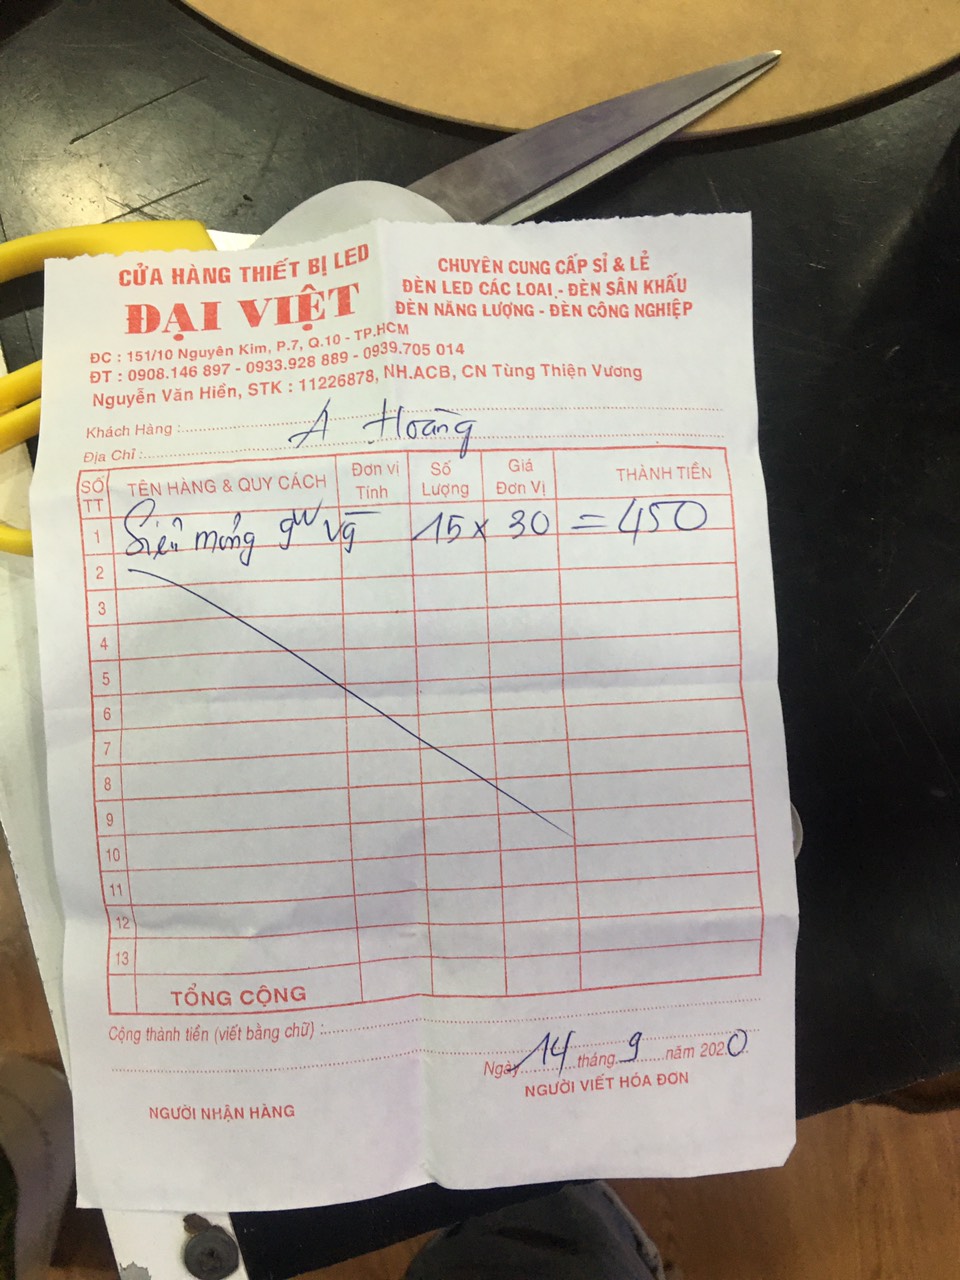 CỬA HÀNG THIẾT BỊ LED
ĐẠI VIỆT
CHUYÊN CUNG CẤP SỈ & LẺ
ĐÈN LED CÁC LOẠI - ĐÈN SÂN KHẤU
ĐÈN NĂNG LƯỢNG - ĐÈN CÔNG NGHIỆP
ĐC : 151/10 Nguyên Kim, P.7, Q.10 - TP.HCM
ĐT : 0908.146 897 - 0933.928 889 - 0939.705 014
Nguyễn Văn Hiền, STK : 11226878, NH.ACB, CN Tùng Thiện Vương
Khách Hàng : A Hoàng
Địa Chỉ :
SỐ TT TÊN HÀNG & QUY CÁCH Đơn vị Tính Số Lượng Giá Đơn Vị THÀNH TIỀN
1 Siêu mỏng 9W vg 15 x 30 = 450
2
3
4
5
6
7
8
9
10
11
12
13
TỔNG CỘNG
Cộng thành tiền (viết bằng chữ) :
Ngày 14 tháng 9 năm 2020
NGƯỜI NHẬN HÀNG NGƯỜI VIẾT HÓA ĐƠN